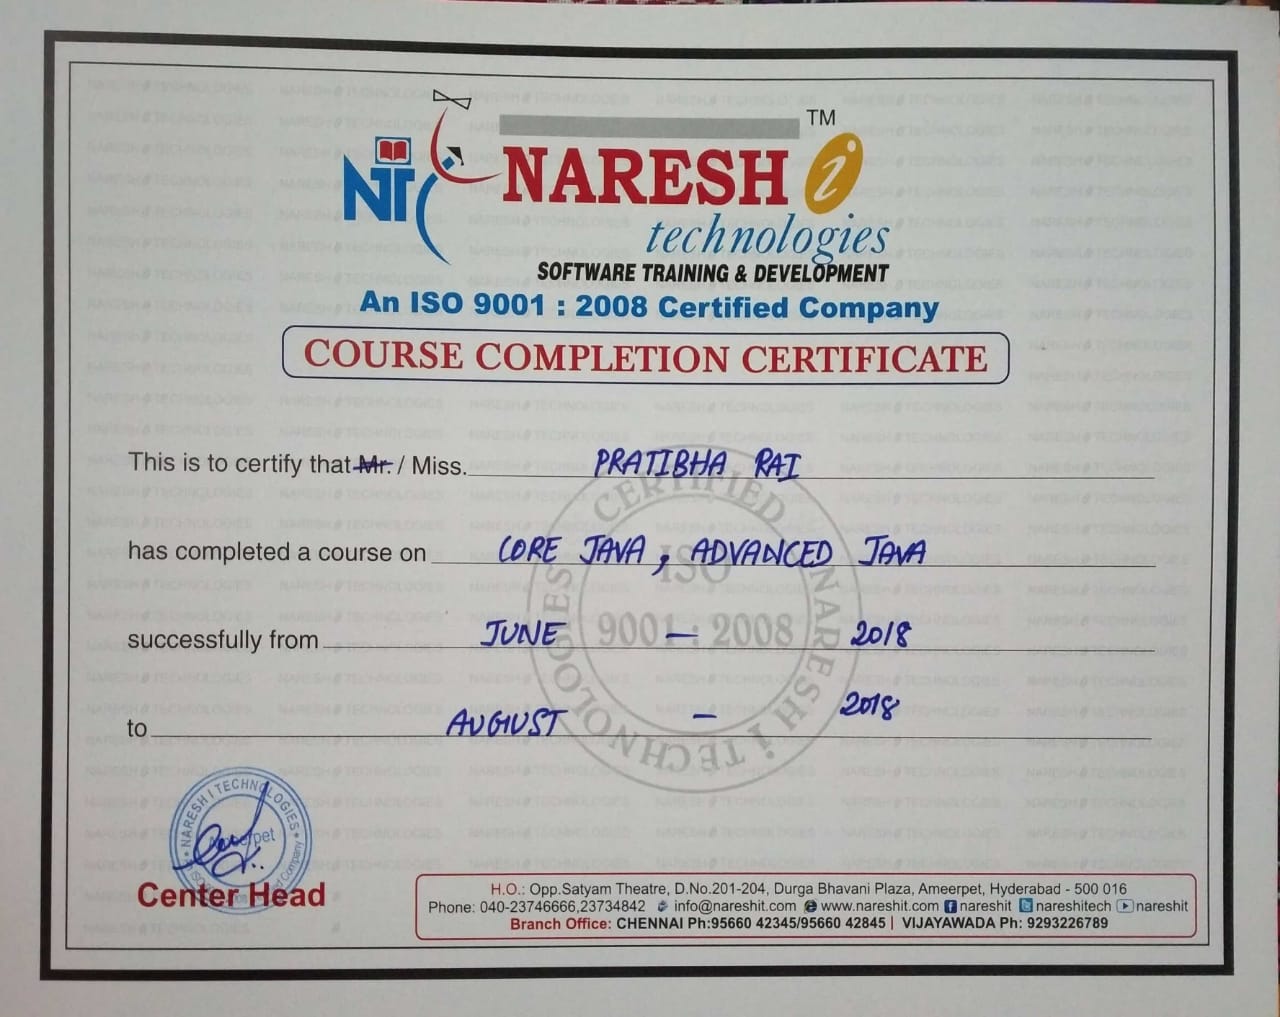 TM
NT
NARESH i
technologies
SOFTWARE TRAINING & DEVELOPMENT
An ISO 9001 : 2008 Certified Company
COURSE COMPLETION CERTIFICATE
This is to certify that Mr. / Miss. PRATIBHA RAI
has completed a course on CORE JAVA, ADVANCED JAVA
successfully from JUNE — 2018
to AUGUST — 2018
CERTIFIED NARESH i TECHNOLOGIES
ISO
9001 : 2008
NARESH I TECHNOLOGIES
Center Head
H.O.: Opp.Satyam Theatre, D.No.201-204, Durga Bhavani Plaza, Ameerpet, Hyderabad - 500 016
Phone: 040-23746666,23734842 info@nareshit.com www.nareshit.com nareshit nareshitech nareshit
Branch Office: CHENNAI Ph:95660 42345/95660 42845 | VIJAYAWADA Ph: 9293226789